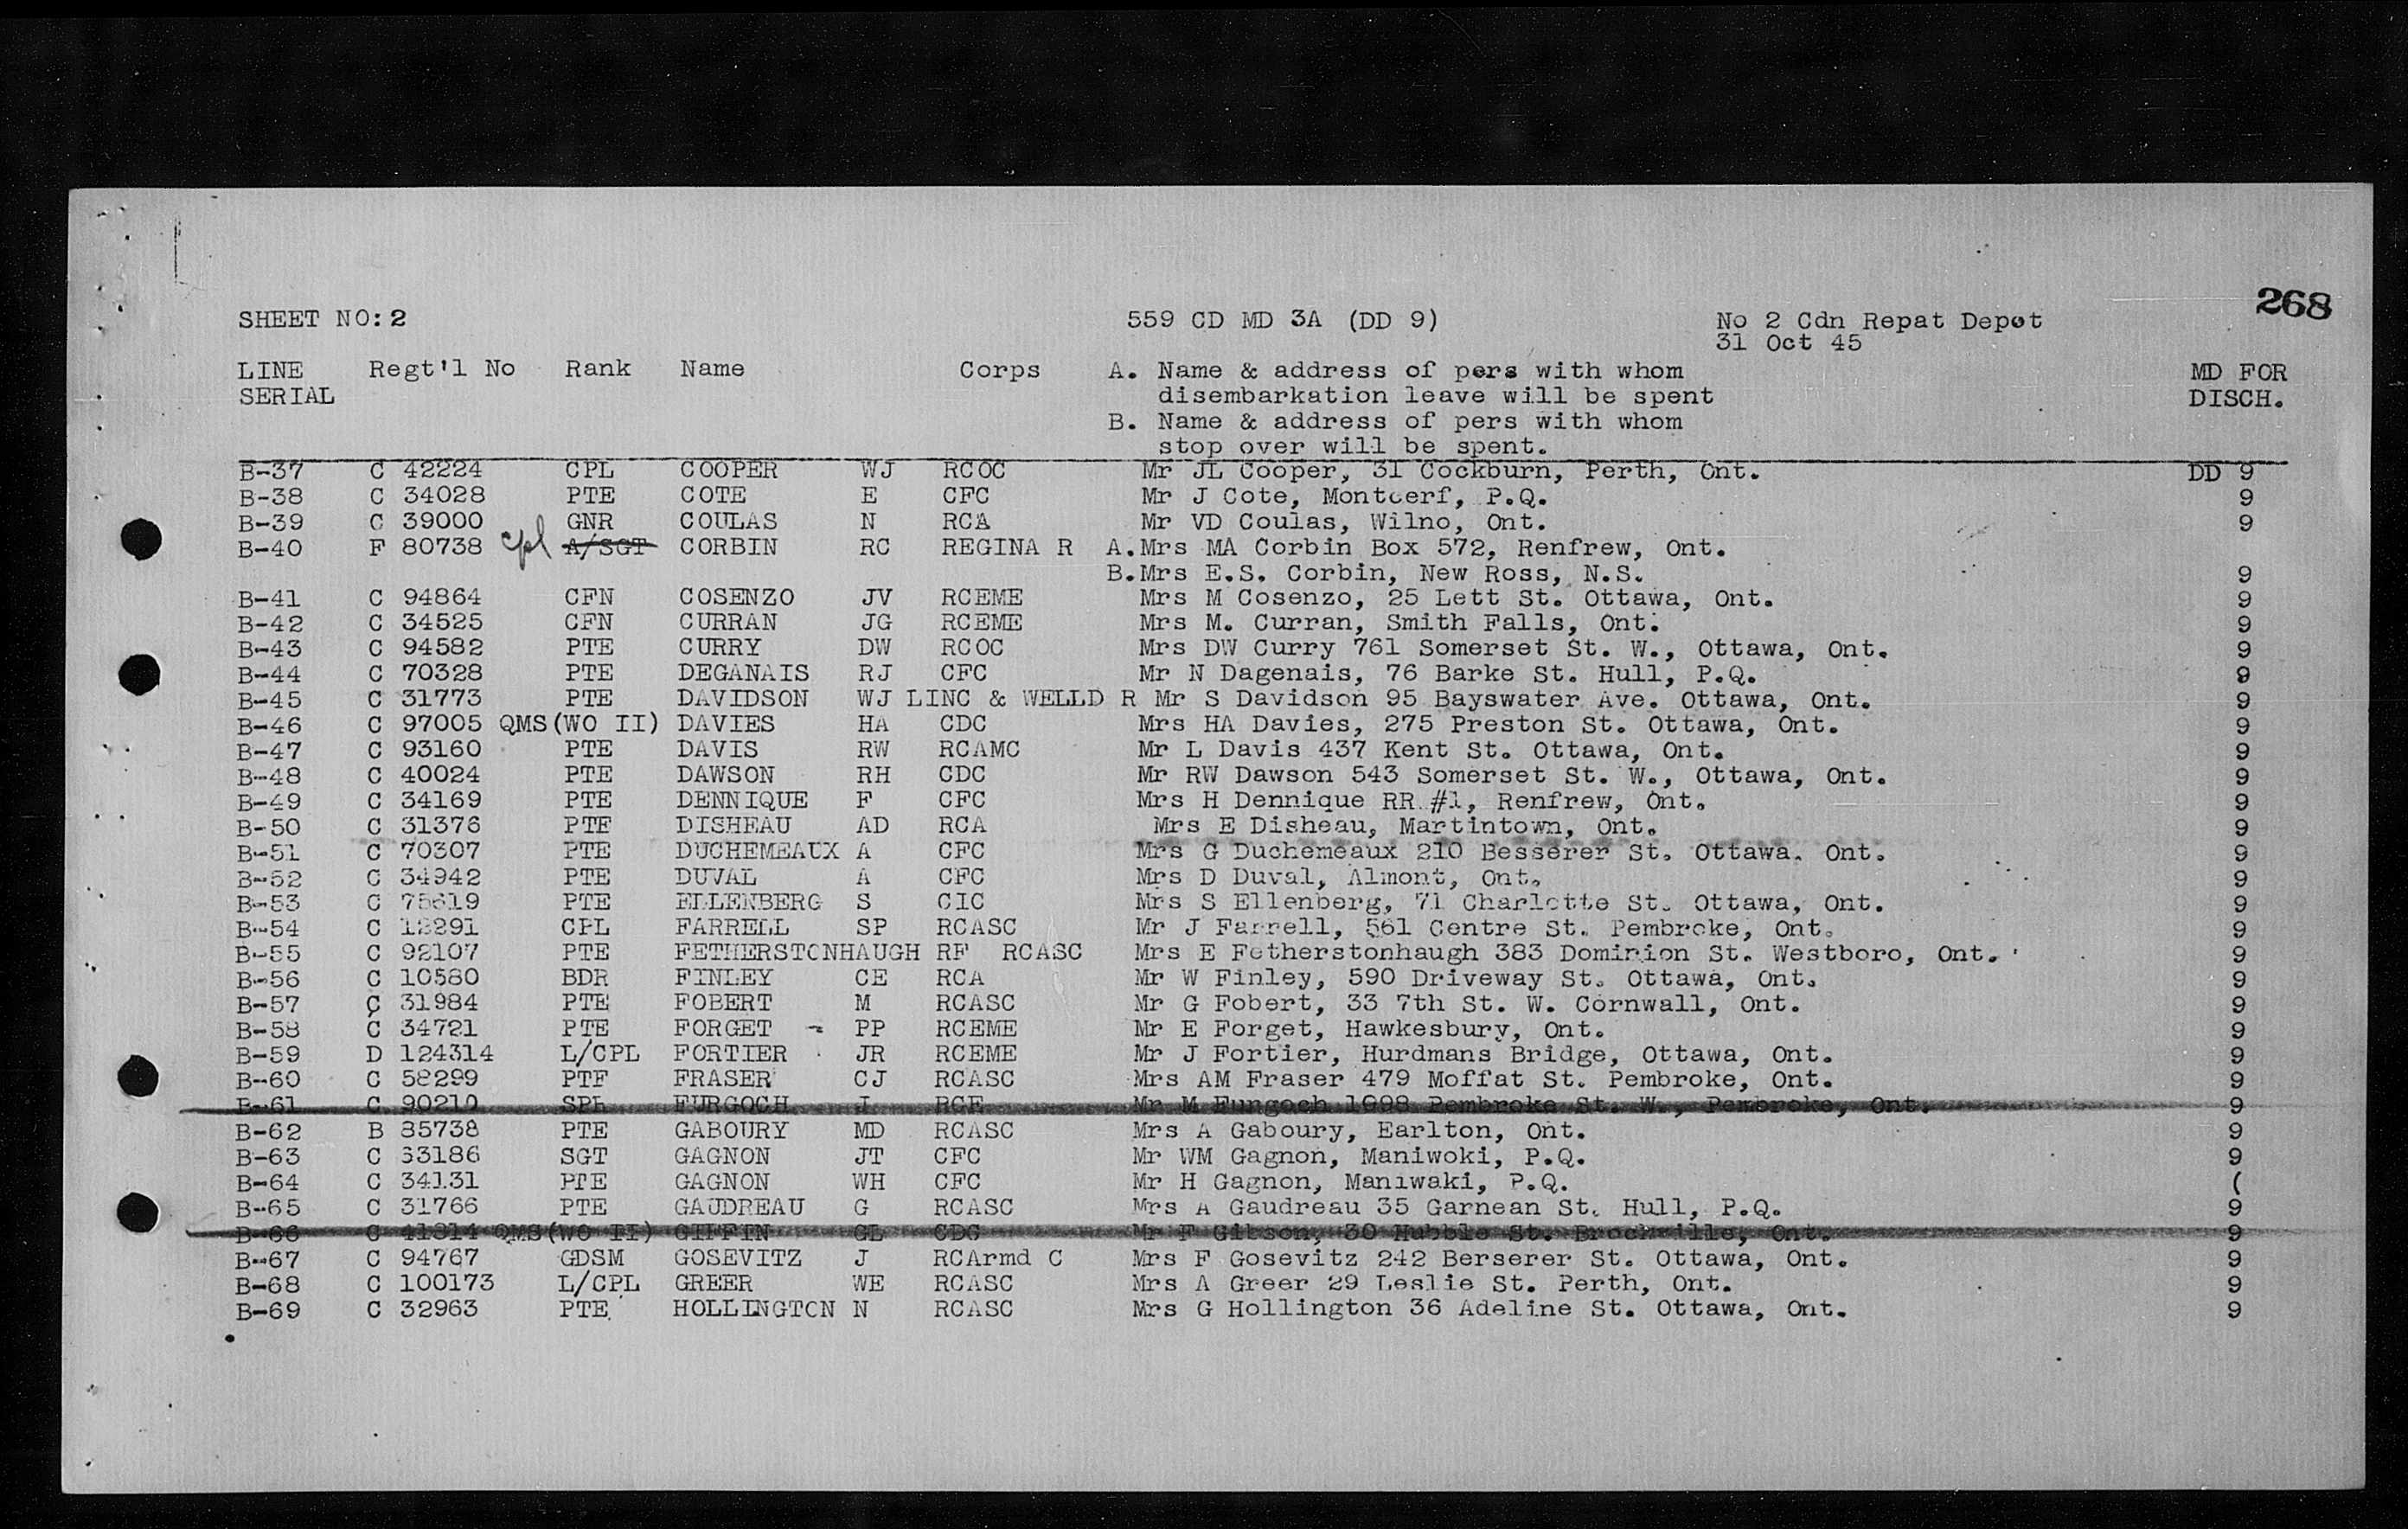 268
SHEET NO: 2 559 CD MD 3A (DD 9) No 2 Cdn Repat Depot
31 Oct 45
LINE Regt'l No Rank Name Corps A. Name & address of pers with whom MD FOR
SERIAL disembarkation leave will be spent DISCH.
B. Name & address of pers with whom
stop over will be spent.
B-37 C 42224 CPL COOPER WJ RCOC Mr JL Cooper, 31 Cockburn, Perth, Ont. DD 9
B-38 C 34028 PTE COTE E CFC Mr J Cote, Montcerf, P.Q. 9
B-39 C 39000 GNR COULAS N RCA Mr VD Coulas, Wilno, Ont. 9
B-40 F 80738 cpl A/SGT CORBIN RC REGINA R A.Mrs MA Corbin Box 572, Renfrew, Ont.
B.Mrs E.S. Corbin, New Ross, N.S. 9
B-41 C 94864 CFN COSENZO JV RCEME Mrs M Cosenzo, 25 Lett St. Ottawa, Ont. 9
B-42 C 34525 CFN CURRAN JG RCEME Mrs M. Curran, Smith Falls, Ont. 9
B-43 C 94582 PTE CURRY DW RCOC Mrs DW Curry 761 Somerset St. W., Ottawa, Ont. 9
B-44 C 70328 PTE DEGANAIS RJ CFC Mr N Dagenais, 76 Barke St. Hull, P.Q. 9
B-45 C 31773 PTE DAVIDSON WJ LINC & WELLD R Mr S Davidson 95 Bayswater Ave. Ottawa, Ont. 9
B-46 C 97005 QMS(WO II) DAVIES HA CDC Mrs HA Davies, 275 Preston St. Ottawa, Ont. 9
B-47 C 93160 PTE DAVIS RW RCAMC Mr L Davis 437 Kent St. Ottawa, Ont. 9
B-48 C 40024 PTE DAWSON RH CDC Mr RW Dawson 543 Somerset St. W., Ottawa, Ont. 9
B-49 C 34169 PTE DENNIQUE F CFC Mrs H Dennique RR #1, Renfrew, Ont. 9
B-50 C 31376 PTE DISHEAU AD RCA Mrs E Disheau, Martintown, Ont. 9
B-51 C 70307 PTE DUCHEMEAUX A CFC Mrs G Duchemeaux 210 Besserer St. Ottawa. Ont. 9
B-52 C 34942 PTE DUVAL A CFC Mrs D Duval, Almont, Ont. 9
B-53 C PTE ELLENBERG S CIC Mrs S Ellenberg, 71 Charlotte St. Ottawa, Ont. 9
B-54 C CPL FARRELL SP RCASC Mr J Farrell, 561 Centre St. Pembroke, Ont. 9
B-55 C 92107 PTE FETHERSTONHAUGH RF RCASC Mrs E Fetherstonhaugh 383 Dominion St. Westboro, Ont. 9
B-56 C 10580 BDR FINLEY CE RCA Mr W Finley, 590 Driveway St. Ottawa, Ont. 9
B-57 C 31984 PTE FOBERT M RCASC Mr G Fobert, 33 7th St. W. Cornwall, Ont. 9
B-58 C 34721 PTE FORGET - PP RCEME Mr E Forget, Hawkesbury, Ont. 9
B-59 D 124314 L/CPL FORTIER JR RCEME Mr J Fortier, Hurdmans Bridge, Ottawa, Ont. 9
B-60 C 58299 PTE FRASER CJ RCASC Mrs AM Fraser 479 Moffat St. Pembroke, Ont. 9
B-61 C 90210 SPR FURGOCH I RCE Mr M Furgoch 1098 Pembroke St. W., Pembroke, Ont. 9
B-62 B 85738 PTE GABOURY MD RCASC Mrs A Gaboury, Earlton, Ont. 9
B-63 C 33186 SGT GAGNON JT CFC Mr WM Gagnon, Maniwoki, P.Q. 9
B-64 C 34131 PTE GAGNON WH CFC Mr H Gagnon, Maniwaki, P.Q. (
B-65 C 31766 PTE GAUDREAU G RCASC Mrs A Gaudreau 35 Garnean St. Hull, P.Q. 9
B-66 C 41314 QMS(WO II) GIFFIN GL CDC Mr F Gibson, 30 Hubble St. Brockville, Ont. 9
B-67 C 94767 GDSM GOSEVITZ J RCArmd C Mrs F Gosevitz 242 Berserer St. Ottawa, Ont. 9
B-68 C 100173 L/CPL GREER WE RCASC Mrs A Greer 29 Leslie St. Perth, Ont. 9
B-69 C 32963 PTE HOLLINGTON N RCASC Mrs G Hollington 36 Adeline St. Ottawa, Ont. 9